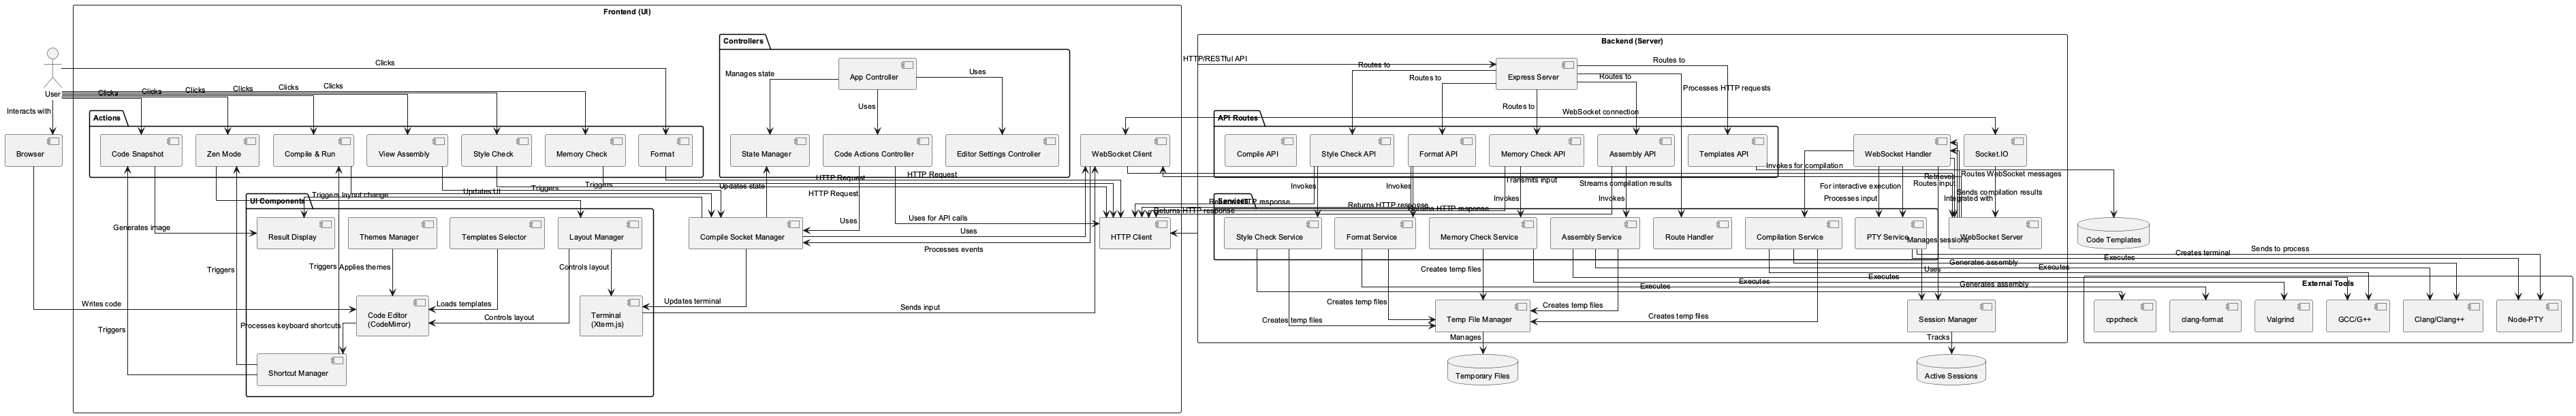 Frontend (UI)
Controllers
Backend (Server)
HTTP/RESTful API
Clicks
Manages state
App Controller
Uses
Routes to
Express Server
Routes to
Routes to
Routes to
Processes HTTP requests
User
Clicks
Clicks
Clicks
Clicks
Clicks
Clicks
Interacts with
Uses
Routes to
WebSocket connection
Actions
API Routes
Browser
Code Snapshot
Zen Mode
Compile & Run
View Assembly
Style Check
Memory Check
Format
State Manager
Code Actions Controller
Editor Settings Controller
WebSocket Client
Compile API
Style Check API
Format API
Memory Check API
Assembly API
Templates API
WebSocket Handler
Socket.IO
Invokes for compilation
HTTP Request
HTTP Request
Triggers
Triggers
Updates state
HTTP Request
Triggers layout change
Updates UI
Invokes
Invokes
Transmits input
Streams compilation results
For interactive execution
Routes input
Retrieves
Routes WebSocket messages
Sends compilation results
UI Components
Services
Returns HTTP response
Returns HTTP response
Returns HTTP response
Returns HTTP response
Invokes
Invokes
Processes input
Integrated with
Generates image
Result Display
Themes Manager
Templates Selector
Layout Manager
Compile Socket Manager
Uses
Uses for API calls
Uses
Processes events
HTTP Client
Style Check Service
Format Service
Memory Check Service
Assembly Service
Route Handler
Compilation Service
PTY Service
Manages sessions
WebSocket Server
Code Templates
Triggers
Triggers
Applies themes
Controls layout
Creates temp files
Uses
Generates assembly
Executes
Creates terminal
Sends to process
Executes
Executes
Executes
Executes
Generates assembly
External Tools
Writes code
Loads templates
Updates terminal
Sends input
Creates temp files
Creates temp files
Code Editor
(CodeMirror)
Terminal
(Xterm.js)
Controls layout
Processes keyboard shortcuts
Triggers
Creates temp files
Creates temp files
Temp File Manager
Session Manager
cppcheck
clang-format
Valgrind
GCC/G++
Clang/Clang++
Node-PTY
Manages
Tracks
Shortcut Manager
Temporary Files
Active Sessions